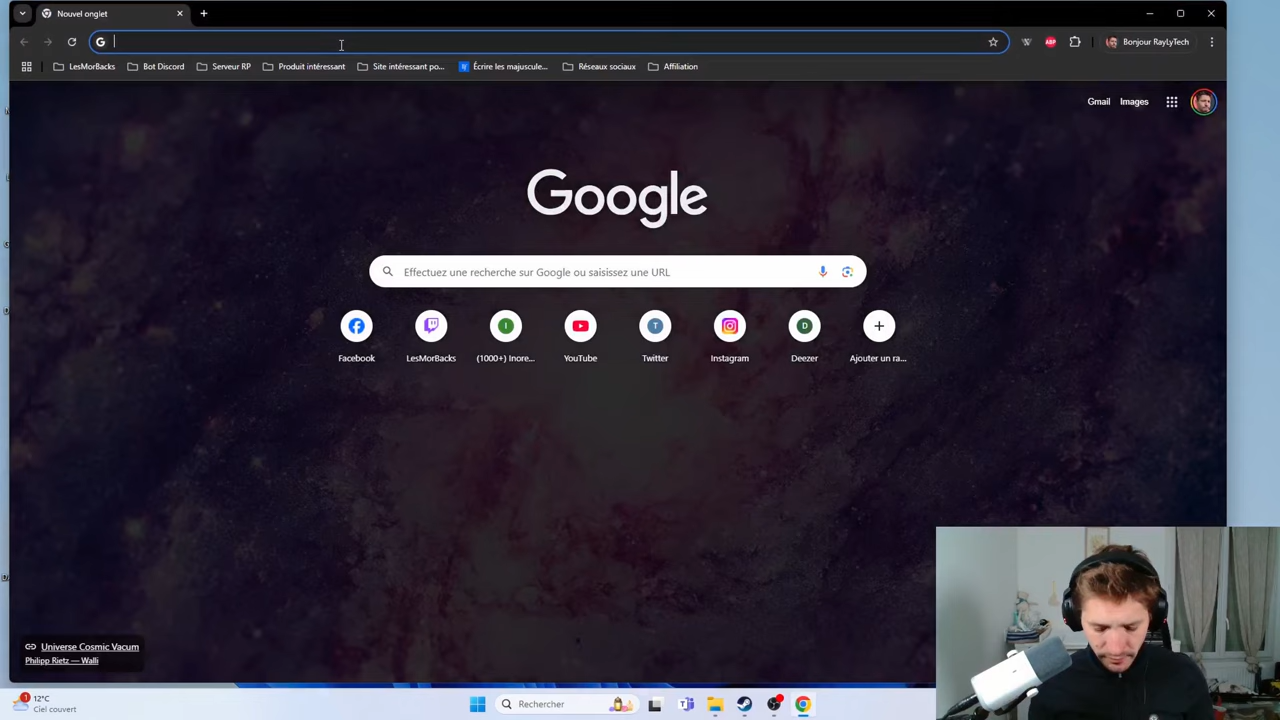 Nouvel onglet
Bonjour RayLyTech
LesMorBacks
Bot Discord
Serveur RP
Produit intéressant
Site intéressant po...
Écrire les majuscule...
Réseaux sociaux
Affiliation
Gmail
Images
Google
Effectuez une recherche sur Google ou saisissez une URL
Facebook
LesMorBacks
(1000+) Inore...
YouTube
Twitter
Instagram
Deezer
Ajouter un ra...
Universe Cosmic Vacum
Philipp Rietz — Walli
12°C
Ciel couvert
Rechercher